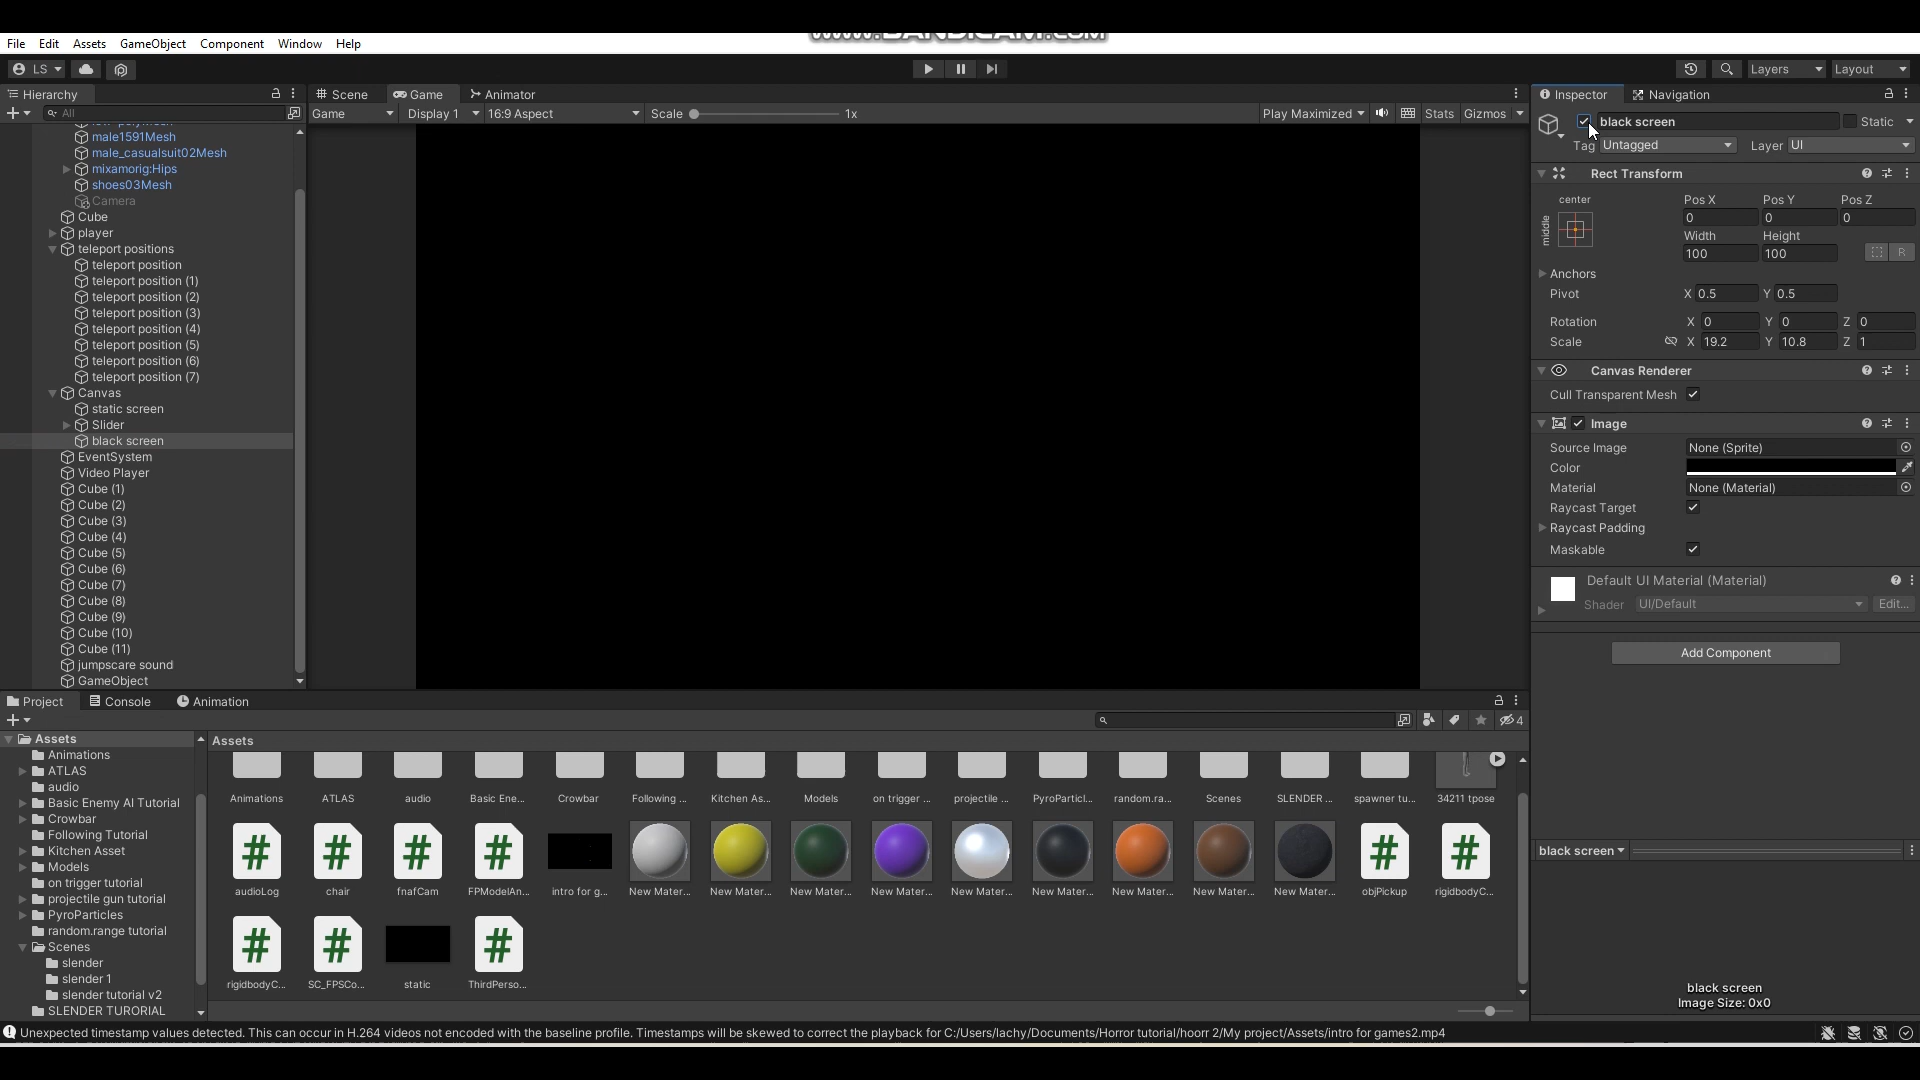 www.BANDICAM.com
File Edit Assets GameObject Component Window Help
LS Layers Layout
Hierarchy
All
male1591Mesh
male_casualsuit02Mesh
mixamorig:Hips
shoes03Mesh
Camera
Cube
player
teleport positions
teleport position
teleport position (1)
teleport position (2)
teleport position (3)
teleport position (4)
teleport position (5)
teleport position (6)
teleport position (7)
Canvas
static screen
Slider
black screen
EventSystem
Video Player
Cube (1)
Cube (2)
Cube (3)
Cube (4)
Cube (5)
Cube (6)
Cube (7)
Cube (8)
Cube (9)
Cube (10)
Cube (11)
jumpscare sound
GameObject
Scene Game Animator
Game Display 1 16:9 Aspect Scale 1x Play Maximized Stats Gizmos
Inspector Navigation
black screen Static
Tag Untagged Layer UI
Rect Transform
center Pos X Pos Y Pos Z
middle 0 0 0
Width Height
100 100 R
Anchors
Pivot X 0.5 Y 0.5
Rotation X 0 Y 0 Z 0
Scale X 19.2 Y 10.8 Z 1
Canvas Renderer
Cull Transparent Mesh
Image
Source Image None (Sprite)
Color
Material None (Material)
Raycast Target
Raycast Padding
Maskable
Default UI Material (Material)
Shader UI/Default Edit...
Add Component
black screen
black screen
Image Size: 0x0
Project Console Animation
4
Assets
Animations
ATLAS
audio
Basic Enemy AI Tutorial
Crowbar
Following Tutorial
Kitchen Asset
Models
on trigger tutorial
projectile gun tutorial
PyroParticles
random.range tutorial
Scenes
slender
slender 1
slender tutorial v2
SLENDER TURORIAL
Assets
Animations ATLAS audio Basic Ene... Crowbar Following ... Kitchen As... Models on trigger ... projectile ... PyroParticl... random.ra... Scenes SLENDER ... spawner tu... 34211 tpose
audioLog chair fnafCam FPModelAn... intro for g... New Mater... New Mater... New Mater... New Mater... New Mater... New Mater... New Mater... New Mater... New Mater... objPickup rigidbodyC...
rigidbodyC... SC_FPSCo... static ThirdPerso...
Unexpected timestamp values detected. This can occur in H.264 videos not encoded with the baseline profile. Timestamps will be skewed to correct the playback for C:/Users/lachy/Documents/Horror tutorial/hoorr 2/My project/Assets/intro for games2.mp4